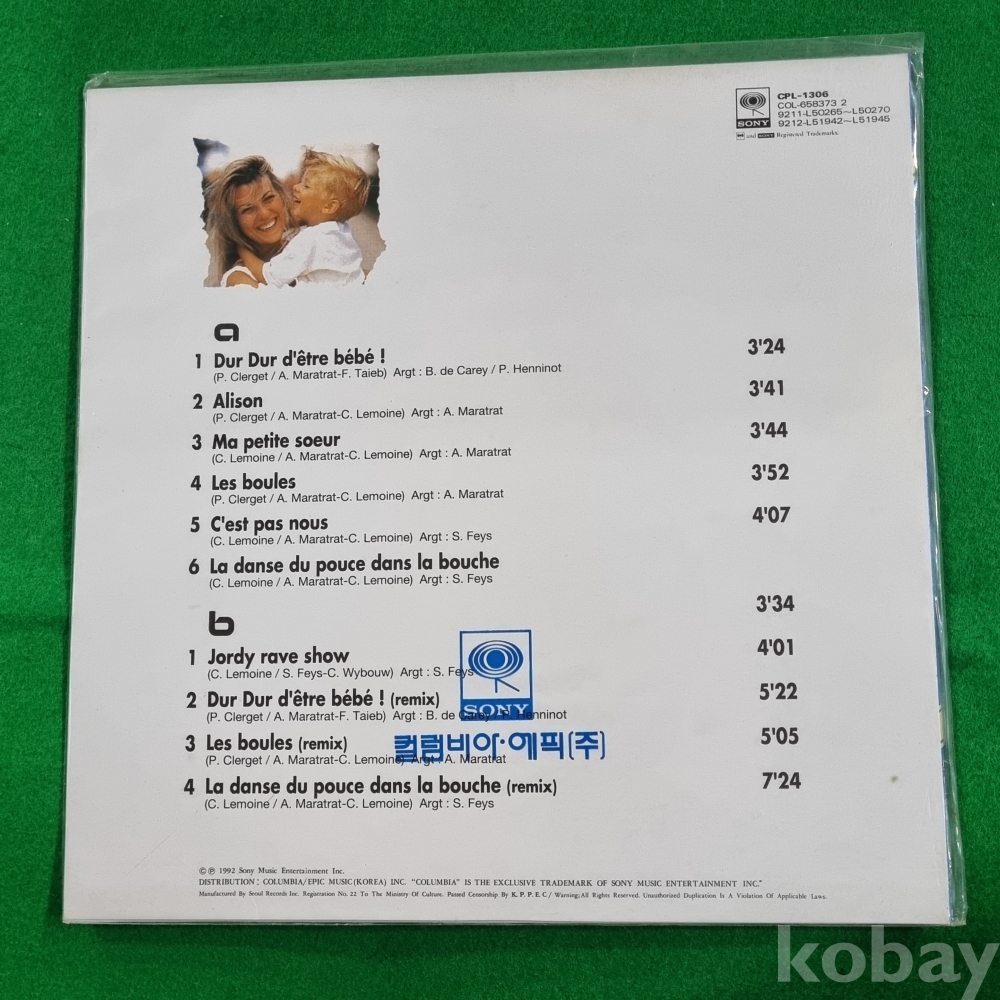 CPL-1306
COL-658373 2
9211-L50265~L50270
9212-L51942~L51945
SONY
and SONY Registered Trademarks.
a
1 Dur Dur d'être bébé ! 3'24
(P. Clerget / A. Maratrat-F. Taieb) Argt : B. de Carey / P. Henninot
2 Alison 3'41
(P. Clerget / A. Maratrat-C. Lemoine) Argt : A. Maratrat
3 Ma petite soeur 3'44
(C. Lemoine / A. Maratrat-C. Lemoine) Argt : A. Maratrat
4 Les boules 3'52
(P. Clerget / A. Maratrat-C. Lemoine) Argt : A. Maratrat
5 C'est pas nous 4'07
(C. Lemoine / A. Maratrat-C. Lemoine) Argt : S. Feys
6 La danse du pouce dans la bouche
(C. Lemoine / A. Maratrat-C. Lemoine) Argt : S. Feys
3'34
b
1 Jordy rave show 4'01
(C. Lemoine / S. Feys-C. Wybouw) Argt : S. Feys
2 Dur Dur d'être bébé ! (remix) 5'22
(P. Clerget / A. Maratrat-F. Taieb) Argt : B. de Carey / P. Henninot
SONY
3 Les boules (remix) 5'05
컬럼비아·에픽(주)
(P. Clerget / A. Maratrat-C. Lemoine) Argt : A. Maratrat
4 La danse du pouce dans la bouche (remix) 7'24
(C. Lemoine / A. Maratrat-C. Lemoine) Argt : S. Feys
© ℗ 1992 Sony Music Entertainment Inc.
DISTRIBUTION ; COLUMBIA/EPIC MUSIC(KOREA) INC. "COLUMBIA" IS THE EXCLUSIVE TRADEMARK OF SONY MUSIC ENTERTAINMENT INC."
Manufactured By Seoul Records Inc. Registration No. 22 To The Ministry Of Culture. Passed Censorship By K. P. P. E. C / Warning;All Rights Reserved. Unauthorized Duplication Is A Violation Of Applicable Laws.
kobay